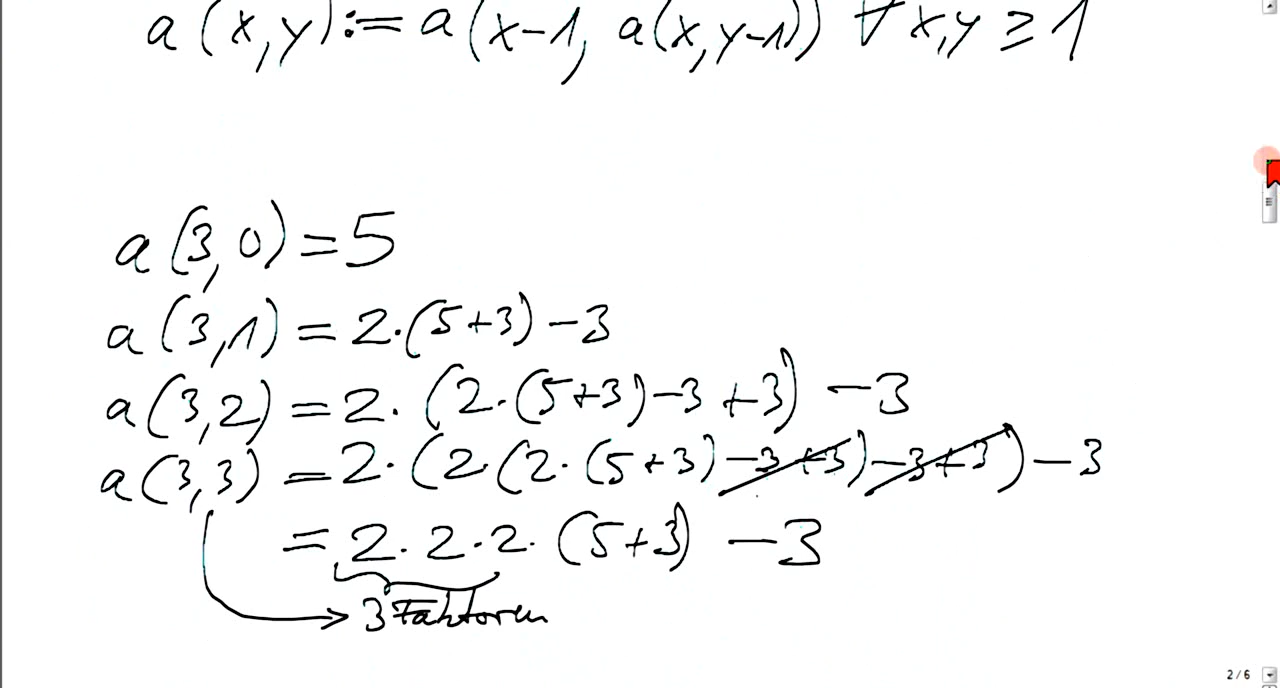 a(x,y) := a(x-1, a(x,y-1)) ∀ x,y ≥ 1
a(3,0) = 5
a(3,1) = 2·(5+3) - 3
a(3,2) = 2·(2·(5+3)-3+3) - 3
a(3,3) = 2·(2(2·(5+3)-3+3)-3+3) - 3
= 2·2·2·(5+3) - 3
3 Faktoren
2/6